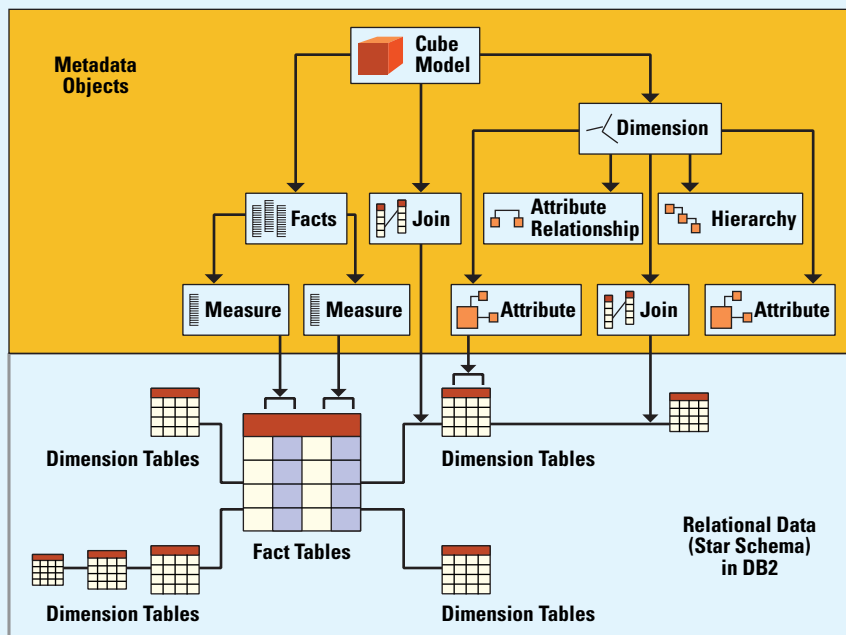 Metadata
Objects
Cube
Model
Dimension
Facts
Join
Attribute
Relationship
Hierarchy
Measure
Measure
Attribute
Join
Attribute
Dimension Tables
Dimension Tables
Fact Tables
Relational Data
(Star Schema)
in DB2
Dimension Tables
Dimension Tables